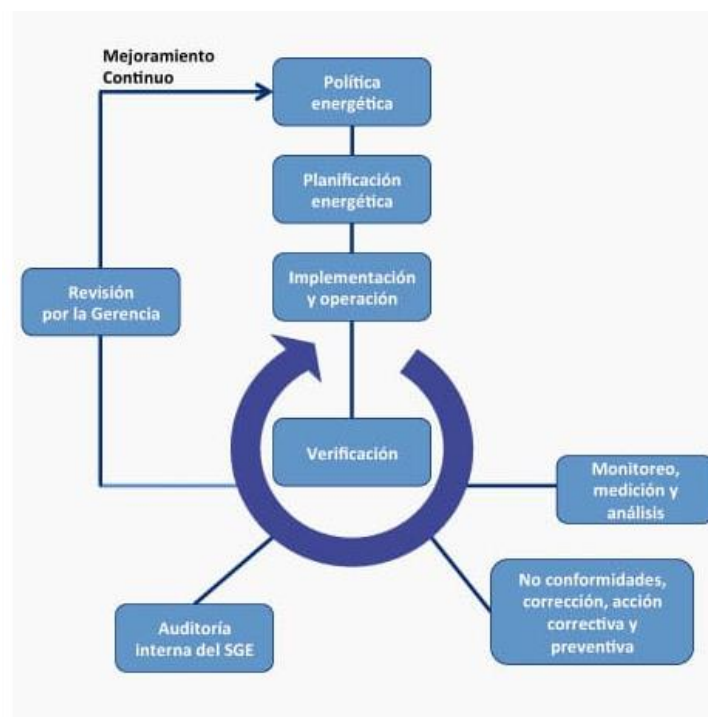 Mejoramiento
Continuo
Política
energética
Planificación
energética
Implementación
y operación
Revisión
por la Gerencia
Verificación
Monitoreo,
medición y
análisis
No conformidades,
corrección, acción
correctiva y
preventiva
Auditoría
interna del SGE